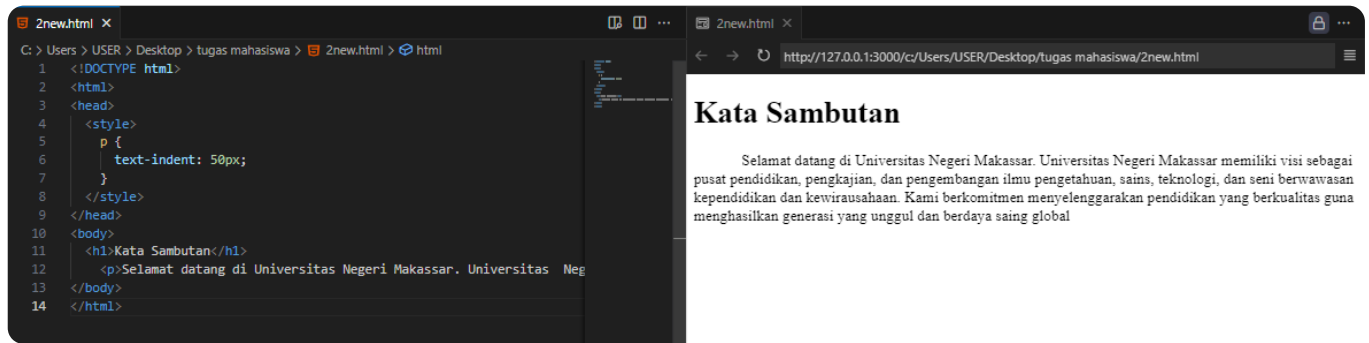 2new.html
C: > Users > USER > Desktop > tugas mahasiswa > 2new.html > html
1 <!DOCTYPE html>
2 <html>
3 <head>
4 <style>
5 p {
6 text-indent: 50px;
7 }
8 </style>
9 </head>
10 <body>
11 <h1>Kata Sambutan</h1>
12 <p>Selamat datang di Universitas Negeri Makassar. Universitas  Neg
13 </body>
14 </html>
2new.html
http://127.0.0.1:3000/c:/Users/USER/Desktop/tugas mahasiswa/2new.html
Kata Sambutan
Selamat datang di Universitas Negeri Makassar. Universitas Negeri Makassar memiliki visi sebagai
pusat pendidikan, pengkajian, dan pengembangan ilmu pengetahuan, sains, teknologi, dan seni berwawasan
kependidikan dan kewirausahaan. Kami berkomitmen menyelenggarakan pendidikan yang berkualitas guna
menghasilkan generasi yang unggul dan berdaya saing global